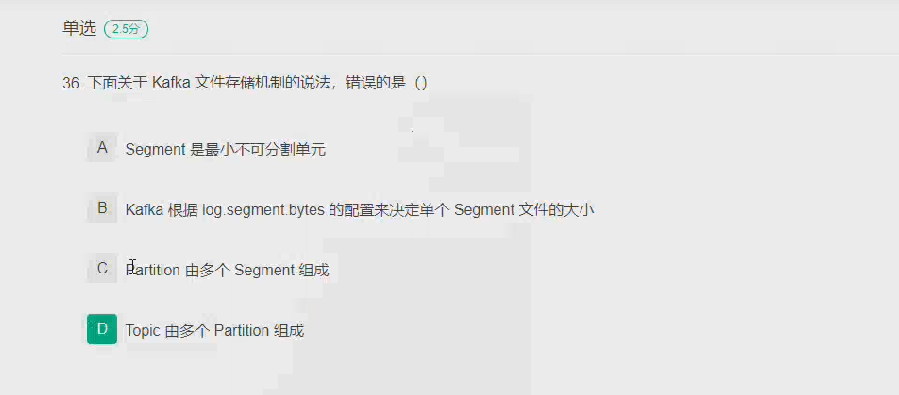 单选 2.5分
36. 下面关于 Kafka 文件存储机制的说法，错误的是（）
A Segment 是最小不可分割单元
B Kafka 根据 log.segment.bytes 的配置来决定单个 Segment 文件的大小
C Partition 由多个 Segment 组成
D Topic 由多个 Partition 组成